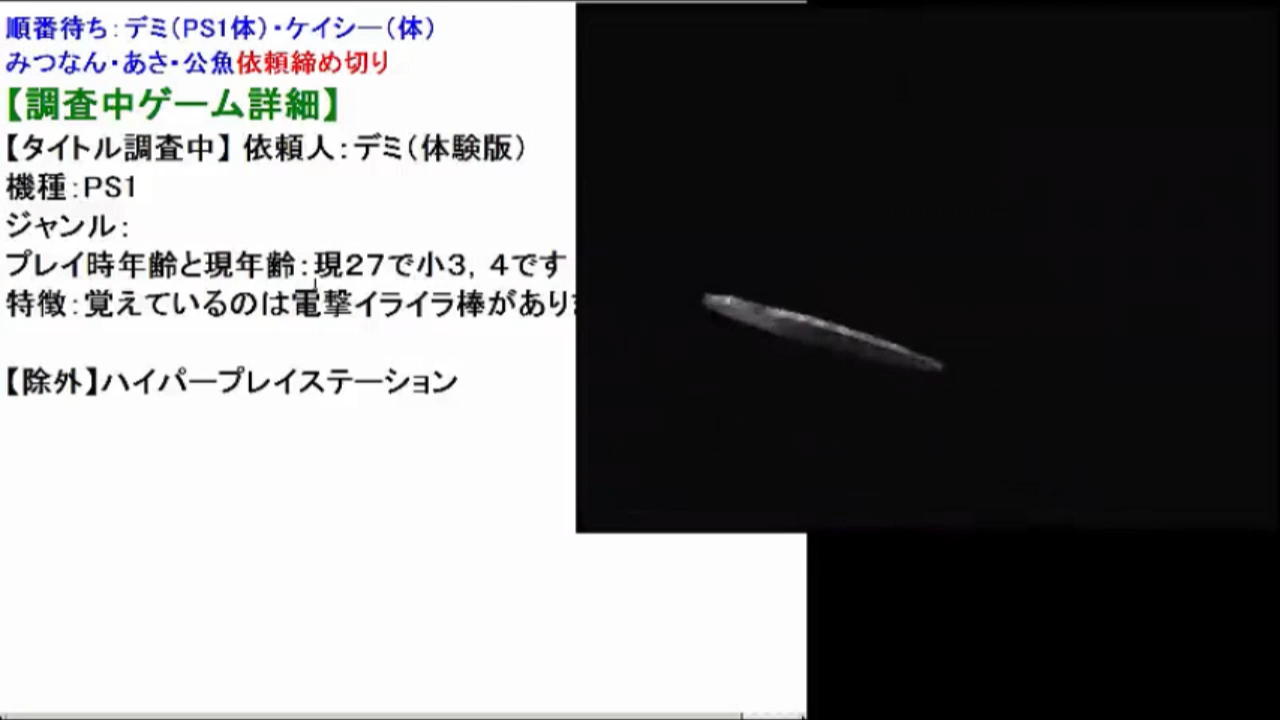 順番待ち：デミ（PS1体）・ケイシー（体）
みつなん・あさ・公魚依頼締め切り
【調査中ゲーム詳細】
【タイトル調査中】依頼人：デミ（体験版）
機種：PS1
ジャンル：
プレイ時年齢と現年齢：現27で小3，4です
特徴：覚えているのは電撃イライラ棒があり
【除外】ハイパープレイステーション